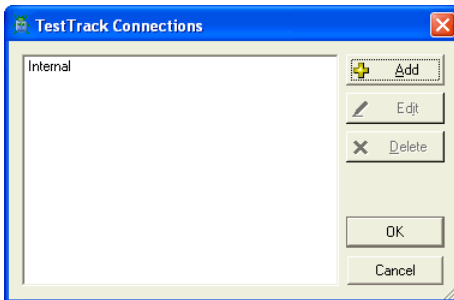 TestTrack Connections
Internal
Add
Edit
Delete
OK
Cancel